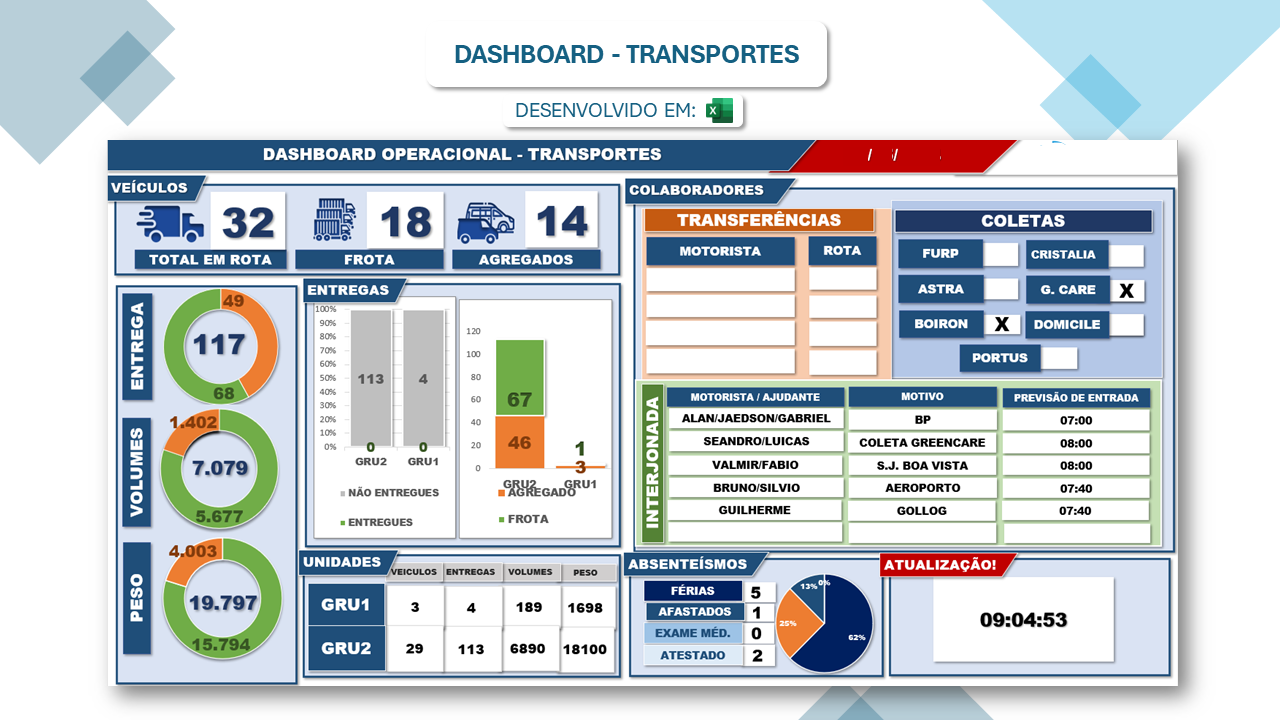 DASHBOARD - TRANSPORTES
DESENVOLVIDO EM:
DASHBOARD OPERACIONAL - TRANSPORTES
/ /
VEÍCULOS
32
TOTAL EM ROTA
18
FROTA
14
AGREGADOS
ENTREGA
49
117
68
VOLUMES
1.402
7.079
5.677
PESO
4.003
19.797
15.794
ENTREGAS
100%
90%
80%
70%
60%
50%
40%
30%
20%
10%
0%
113
4
0
0
GRU2
GRU1
NÃO ENTREGUES
ENTREGUES
120
100
80
60
40
20
0
67
46
1
3
GRU2
GRU1
AGREGADO
FROTA
UNIDADES
VEICULOS ENTREGAS VOLUMES PESO
GRU1 3 4 189 1698
GRU2 29 113 6890 18100
COLABORADORES
TRANSFERÊNCIAS
MOTORISTA ROTA
COLETAS
FURP CRISTALIA
ASTRA G. CARE X
BOIRON X DOMICILE
PORTUS
INTERJONADA
MOTORISTA / AJUDANTE MOTIVO PREVISÃO DE ENTRADA
ALAN/JAEDSON/GABRIEL BP 07:00
SEANDRO/LUICAS COLETA GREENCARE 08:00
VALMIR/FABIO S.J. BOA VISTA 08:00
BRUNO/SILVIO AEROPORTO 07:40
GUILHERME GOLLOG 07:40
ABSENTEÍSMOS
FÉRIAS 5
AFASTADOS 1
EXAME MÉD. 0
ATESTADO 2
13%
0%
25%
62%
ATUALIZAÇÃO!
09:04:53